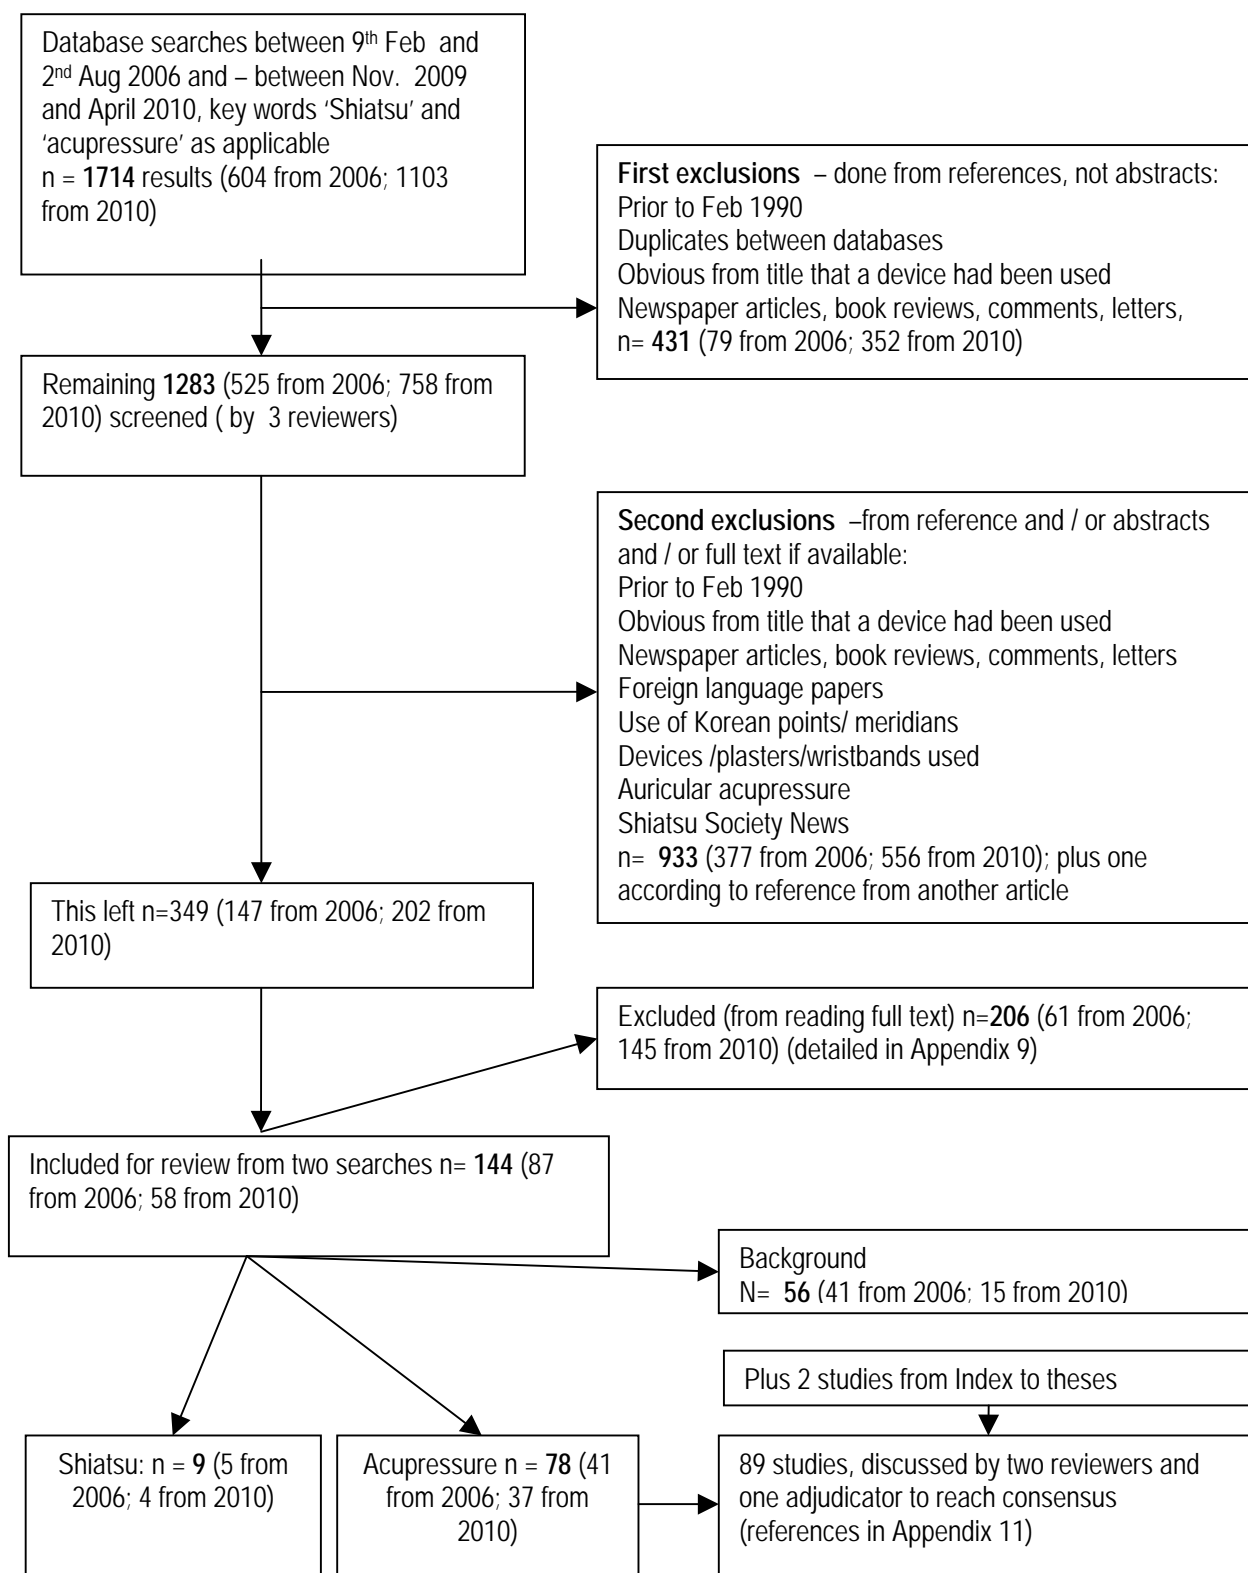 Database searches between 9th Feb and
2nd Aug 2006 and – between Nov. 2009
and April 2010, key words ‘Shiatsu’ and
‘acupressure’ as applicable
n = 1714 results (604 from 2006; 1103
from 2010)
First exclusions – done from references, not abstracts:
Prior to Feb 1990
Duplicates between databases
Obvious from title that a device had been used
Newspaper articles, book reviews, comments, letters,
n= 431 (79 from 2006; 352 from 2010)
Remaining 1283 (525 from 2006; 758 from
2010) screened ( by 3 reviewers)
Second exclusions –from reference and / or abstracts
and / or full text if available:
Prior to Feb 1990
Obvious from title that a device had been used
Newspaper articles, book reviews, comments, letters
Foreign language papers
Use of Korean points/ meridians
Devices /plasters/wristbands used
Auricular acupressure
Shiatsu Society News
n= 933 (377 from 2006; 556 from 2010); plus one
according to reference from another article
This left n=349 (147 from 2006; 202 from
2010)
Excluded (from reading full text) n=206 (61 from 2006;
145 from 2010) (detailed in Appendix 9)
Included for review from two searches n= 144 (87
from 2006; 58 from 2010)
Background
N= 56 (41 from 2006; 15 from 2010)
Plus 2 studies from Index to theses
Shiatsu: n = 9 (5 from
2006; 4 from 2010)
Acupressure n = 78 (41
from 2006; 37 from
2010)
89 studies, discussed by two reviewers and
one adjudicator to reach consensus
(references in Appendix 11)